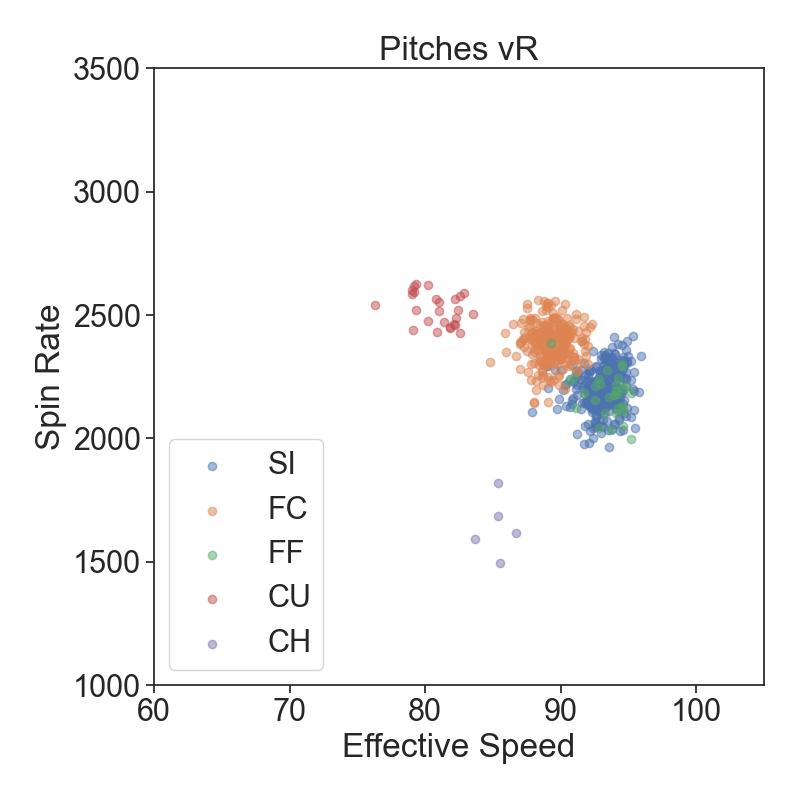 Pitches vR
3500
3000
2500
2000
1500
1000
Spin Rate
SI
FC
FF
CU
CH
60 70 80 90 100
Effective Speed